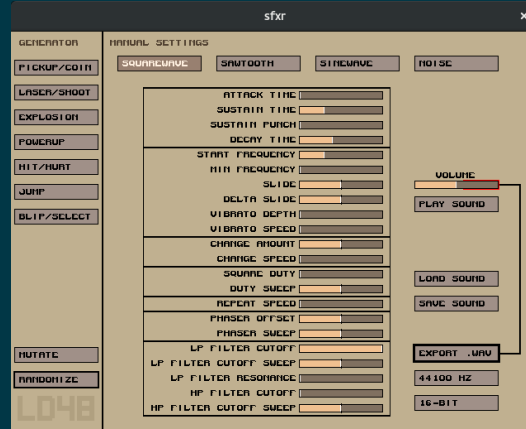 sfxr
GENERATOR
PICKUP/COIN
LASER/SHOOT
EXPLOSION
POWERUP
HIT/HURT
JUMP
BLIP/SELECT
MUTATE
RANDOMIZE
LD48
MANUAL SETTINGS
SQUAREWAVE
SAWTOOTH
SINEWAVE
NOISE
ATTACK TIME
SUSTAIN TIME
SUSTAIN PUNCH
DECAY TIME
START FREQUENCY
MIN FREQUENCY
SLIDE
DELTA SLIDE
VIBRATO DEPTH
VIBRATO SPEED
CHANGE AMOUNT
CHANGE SPEED
SQUARE DUTY
DUTY SWEEP
REPEAT SPEED
PHASER OFFSET
PHASER SWEEP
LP FILTER CUTOFF
LP FILTER CUTOFF SWEEP
LP FILTER RESONANCE
HP FILTER CUTOFF
HP FILTER CUTOFF SWEEP
VOLUME
PLAY SOUND
LOAD SOUND
SAVE SOUND
EXPORT .WAV
44100 HZ
16-BIT